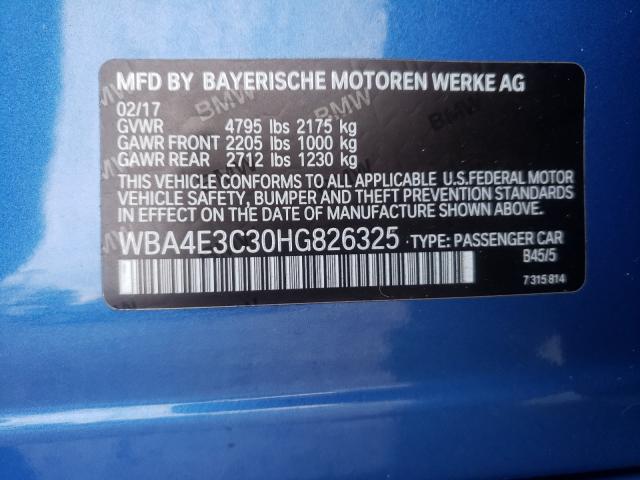 MFD BY BAYERISCHE MOTOREN WERKE AG
02/17
GVWR 4795 lbs 2175 kg
GAWR FRONT 2205 lbs 1000 kg
GAWR REAR 2712 lbs 1230 kg
THIS VEHICLE CONFORMS TO ALL APPLICABLE U.S.FEDERAL MOTOR
VEHICLE SAFETY, BUMPER AND THEFT PREVENTION STANDARDS
IN EFFECT ON THE DATE OF MANUFACTURE SHOWN ABOVE.
WBA4E3C30HG826325 TYPE: PASSENGER CAR
B45/5
7 315 814
BMW
BMW